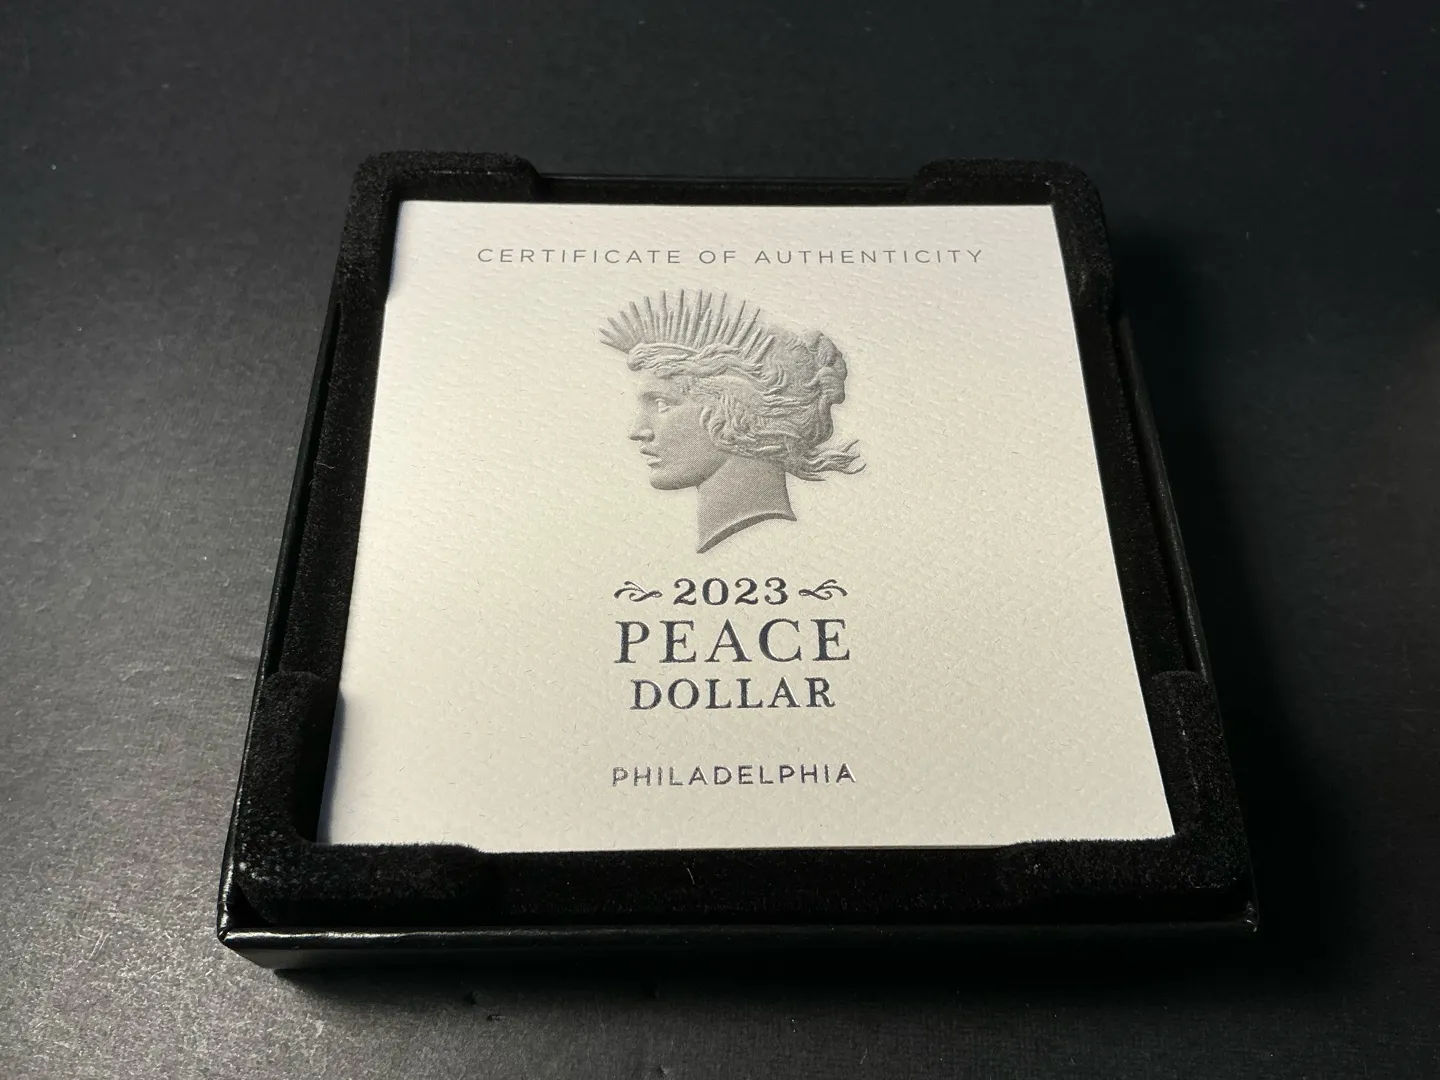 CERTIFICATE OF AUTHENTICITY
2023
PEACE
DOLLAR
PHILADELPHIA